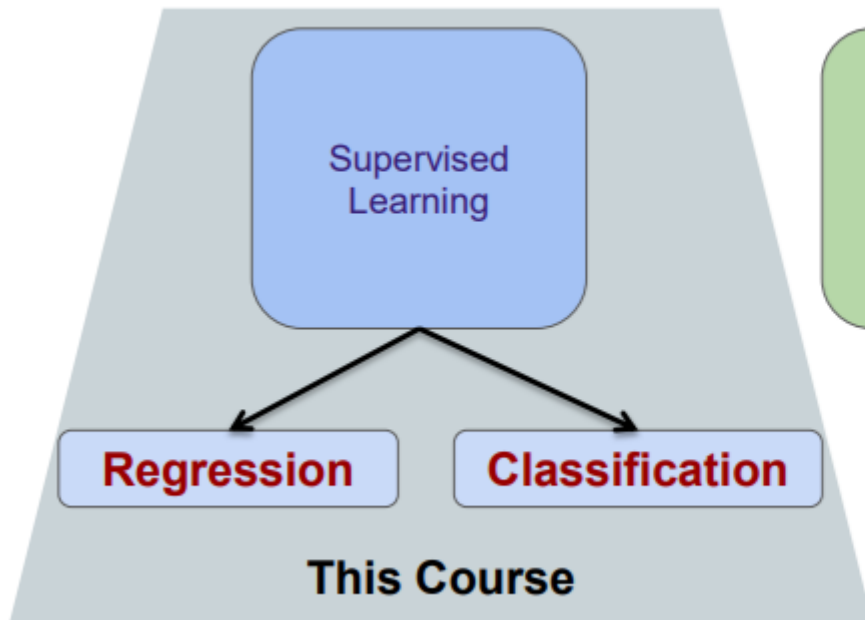 Supervised
Learning
Regression
Classification
This Course